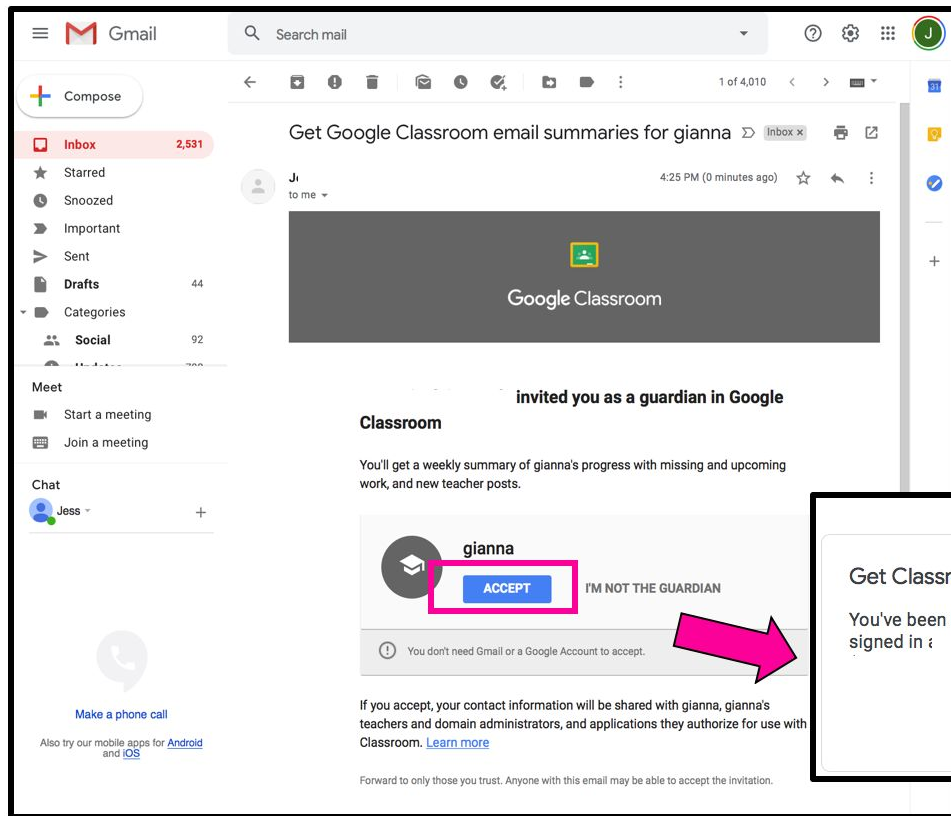 Gmail
Search mail
J
Compose
1 of 4,010
31
Inbox 2,531
Starred
Snoozed
Important
Sent
Drafts 44
Categories
Social 92
Meet
Start a meeting
Join a meeting
Chat
Jess
Make a phone call
Also try our mobile apps for Android
and iOS
Get Google Classroom email summaries for gianna Inbox x
4:25 PM (0 minutes ago)
to me
Google Classroom
invited you as a guardian in Google
Classroom
You'll get a weekly summary of gianna's progress with missing and upcoming
work, and new teacher posts.
gianna
ACCEPT I'M NOT THE GUARDIAN
You don't need Gmail or a Google Account to accept.
If you accept, your contact information will be shared with gianna, gianna's
teachers and domain administrators, and applications they authorize for use with
Classroom. Learn more
Forward to only those you trust. Anyone with this email may be able to accept the invitation.
Get
You've been
signed in